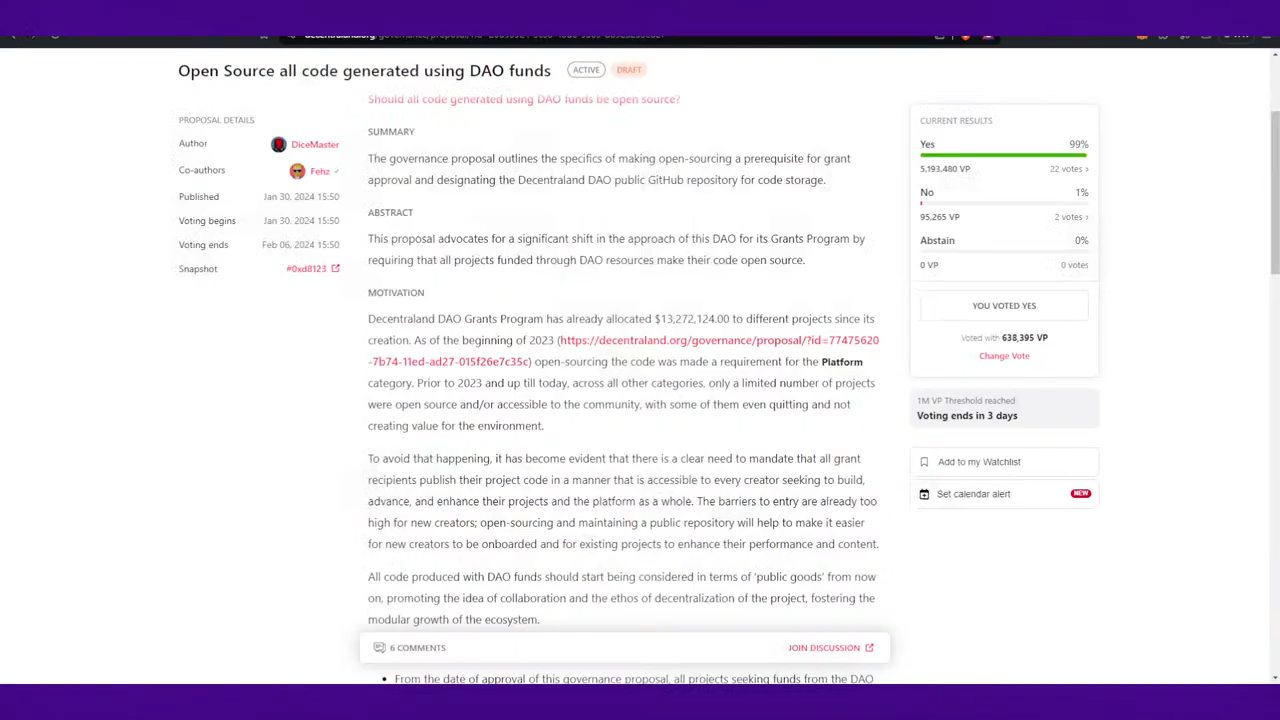 Open Source all code generated using DAO funds
ACTIVE
DRAFT
PROPOSAL DETAILS
Author
DiceMaster
Co-authors
Fehz
Published
Jan 30, 2024 15:50
Voting begins
Jan 30, 2024 15:50
Voting ends
Feb 06, 2024 15:50
Snapshot
#0xd8123
Should all code generated using DAO funds be open source?
SUMMARY
The governance proposal outlines the specifics of making open-sourcing a prerequisite for grant
approval and designating the Decentraland DAO public GitHub repository for code storage.
ABSTRACT
This proposal advocates for a significant shift in the approach of this DAO for its Grants Program by
requiring that all projects funded through DAO resources make their code open source.
MOTIVATION
Decentraland DAO Grants Program has already allocated $13,272,124.00 to different projects since its
creation. As of the beginning of 2023 (https://decentraland.org/governance/proposal/?id=77475620
-7b74-11ed-ad27-015f26e7c35c) open-sourcing the code was made a requirement for the Platform
category. Prior to 2023 and up till today, across all other categories, only a limited number of projects
were open source and/or accessible to the community, with some of them even quitting and not
creating value for the environment.
To avoid that happening, it has become evident that there is a clear need to mandate that all grant
recipients publish their project code in a manner that is accessible to every creator seeking to build,
advance, and enhance their projects and the platform as a whole. The barriers to entry are already too
high for new creators; open-sourcing and maintaining a public repository will help to make it easier
for new creators to be onboarded and for existing projects to enhance their performance and content.
All code produced with DAO funds should start being considered in terms of 'public goods' from now
on, promoting the idea of collaboration and the ethos of decentralization of the project, fostering the
modular growth of the ecosystem.
6 COMMENTS
JOIN DISCUSSION
• From the date of approval of this governance proposal, all projects seeking funds from the DAO
CURRENT RESULTS
Yes
99%
5,193,480 VP
22 votes ›
No
1%
95,265 VP
2 votes ›
Abstain
0%
0 VP
0 votes
YOU VOTED YES
Voted with 638,395 VP
Change Vote
1M VP Threshold reached:
Voting ends in 3 days
Add to my Watchlist
Set calendar alert
NEW